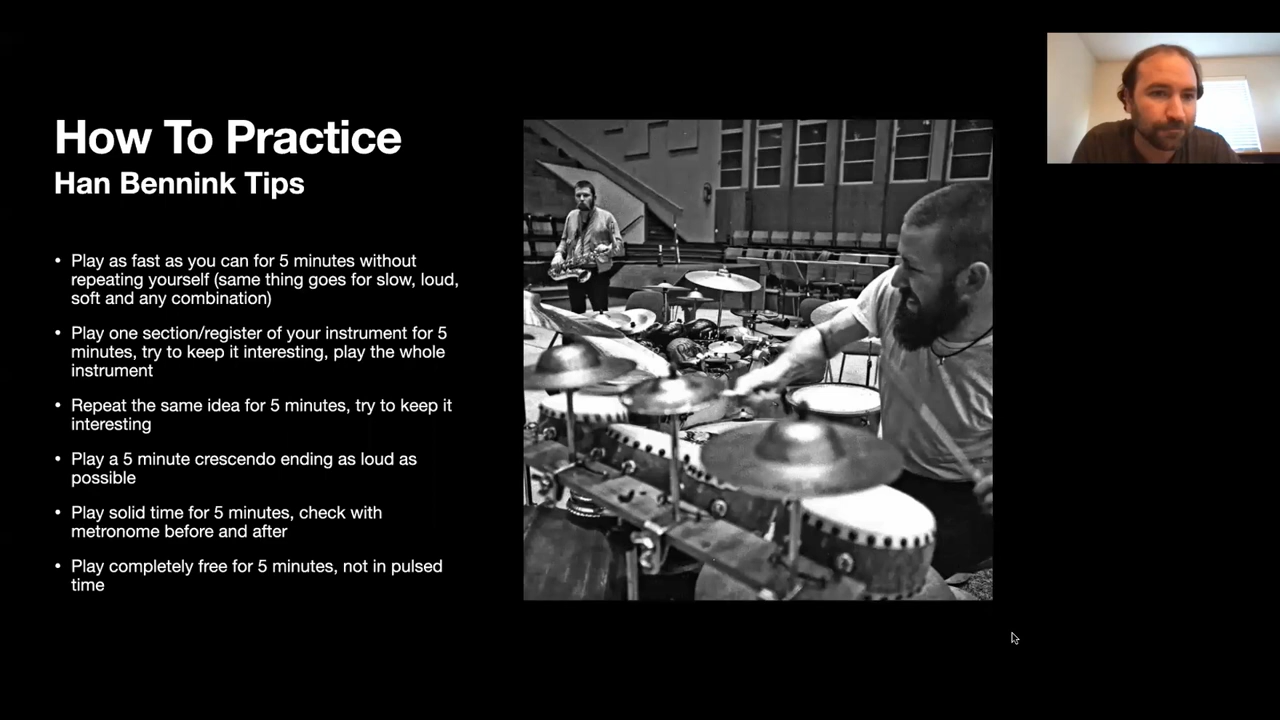 How To Practice
Han Bennink Tips
• Play as fast as you can for 5 minutes without
repeating yourself (same thing goes for slow, loud,
soft and any combination)
• Play one section/register of your instrument for 5
minutes, try to keep it interesting, play the whole
instrument
• Repeat the same idea for 5 minutes, try to keep it
interesting
• Play a 5 minute crescendo ending as loud as
possible
• Play solid time for 5 minutes, check with
metronome before and after
• Play completely free for 5 minutes, not in pulsed
time